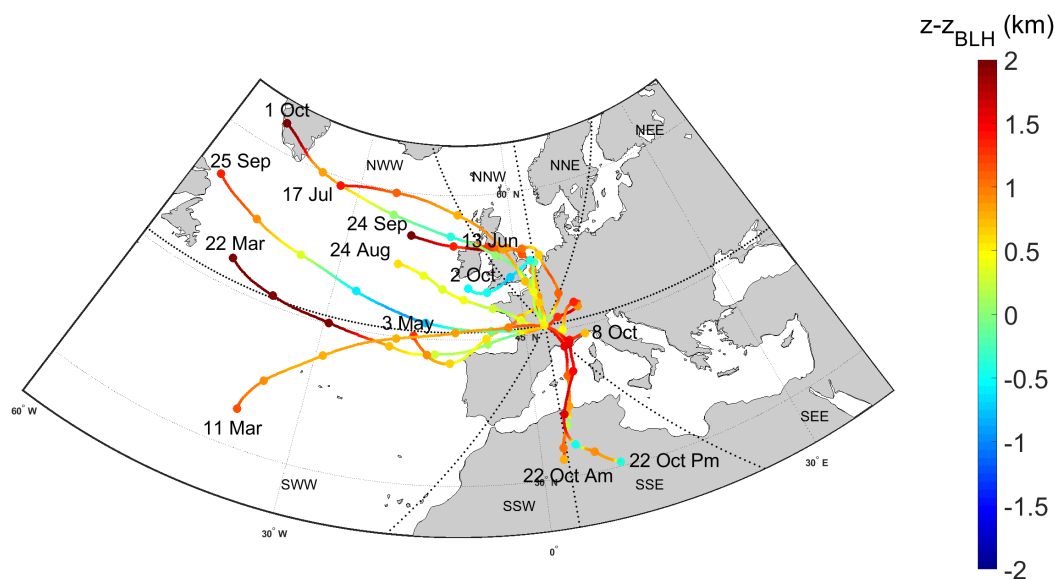 z-z_BLH (km)
2
1.5
1
0.5
0
-0.5
-1
-1.5
-2
1 Oct
NEE
25 Sep
NWW
NNW
NNE
17 Jul
60° N
24 Sep
22 Mar
24 Aug
13 Jun
2 Oct
3 May
8 Oct
45° N
60° W
11 Mar
SEE
22 Oct Pm
30° E
22 Oct Am
30° N
SWW
SSE
SSW
30° W
0°